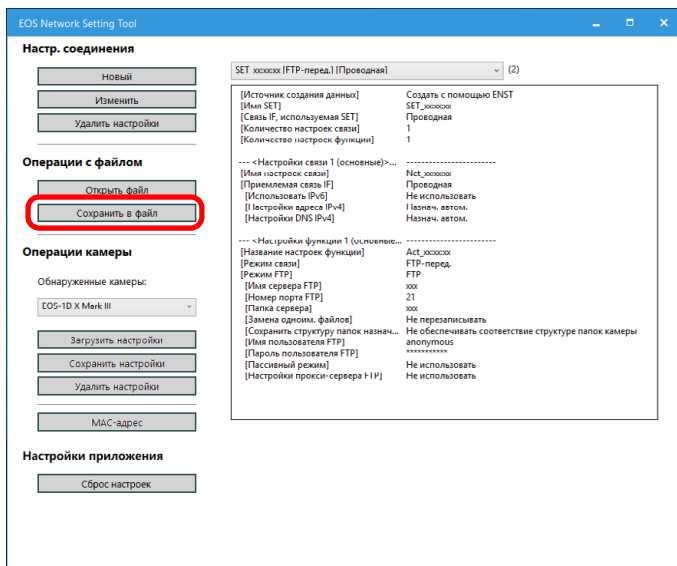 EOS Network Setting Tool
Настр. соединения
Новый
Изменить
Удалить настройки
Операции с файлом
Открыть файл
Сохранить в файл
Операции камеры
Обнаруженные камеры:
EOS-1D X Mark III
Загрузить настройки
Сохранить настройки
Удалить настройки
MAC-адрес
Настройки приложения
Сброс настроек
SET_xxxxxx [FTP-перед.] [Проводная] (2)
[Источник создания данных] Создать с помощью ENST
[Имя SET] SET_xxxxxx
[Связь IF, используемая SET] Проводная
[Количество настроек связи] 1
[Количество настроек функции] 1
--- <Настройки связи 1 (основные)>... ------------------------
[Имя настроек связи] Nct_xxxxxx
[Приемлемая связь IF] Проводная
[Использовать IPv6] Не использовать
[Настройки адреса IPv4] Назнач. автом.
[Настройки DNS IPv4] Назнач. автом.
--- <Настройки функции 1 (основные... ------------------------
[Название настроек функции] Act_xxxxxx
[Режим связи] FTP-перед.
[Режим FTP] FTP
[Имя сервера FTP] xxx
[Номер порта FTP] 21
[Папка сервера] xxx
[Замена одноим. файлов] Не перезаписывать
[Сохранить структуру папок назнач... Не обеспечивать соответствие структуре папок камеры
[Имя пользователя FTP] anonymous
[Пароль пользователя FTP] ***********
[Пассивный режим] Не использовать
[Настройки прокси-сервера FTP] Не использовать